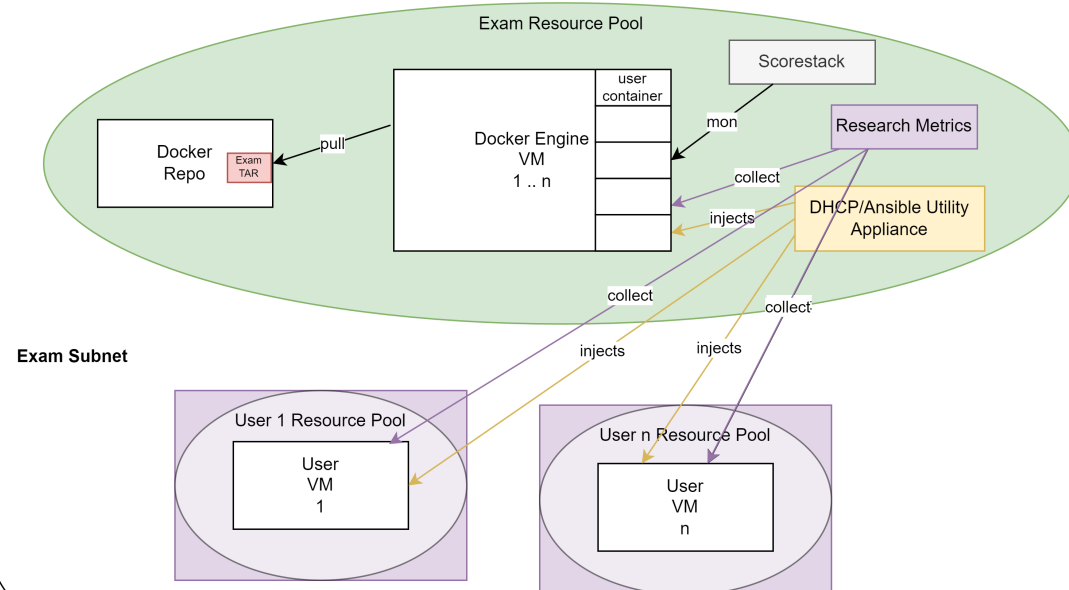 Exam Resource Pool
Scorestack
user
container
mon
Research Metrics
Docker Engine
VM
1 .. n
pull
Docker
Repo
Exam
TAR
collect
injects
DHCP/Ansible Utility
Appliance
collect
collect
injects
injects
Exam Subnet
User 1 Resource Pool
User
VM
1
User n Resource Pool
User
VM
n